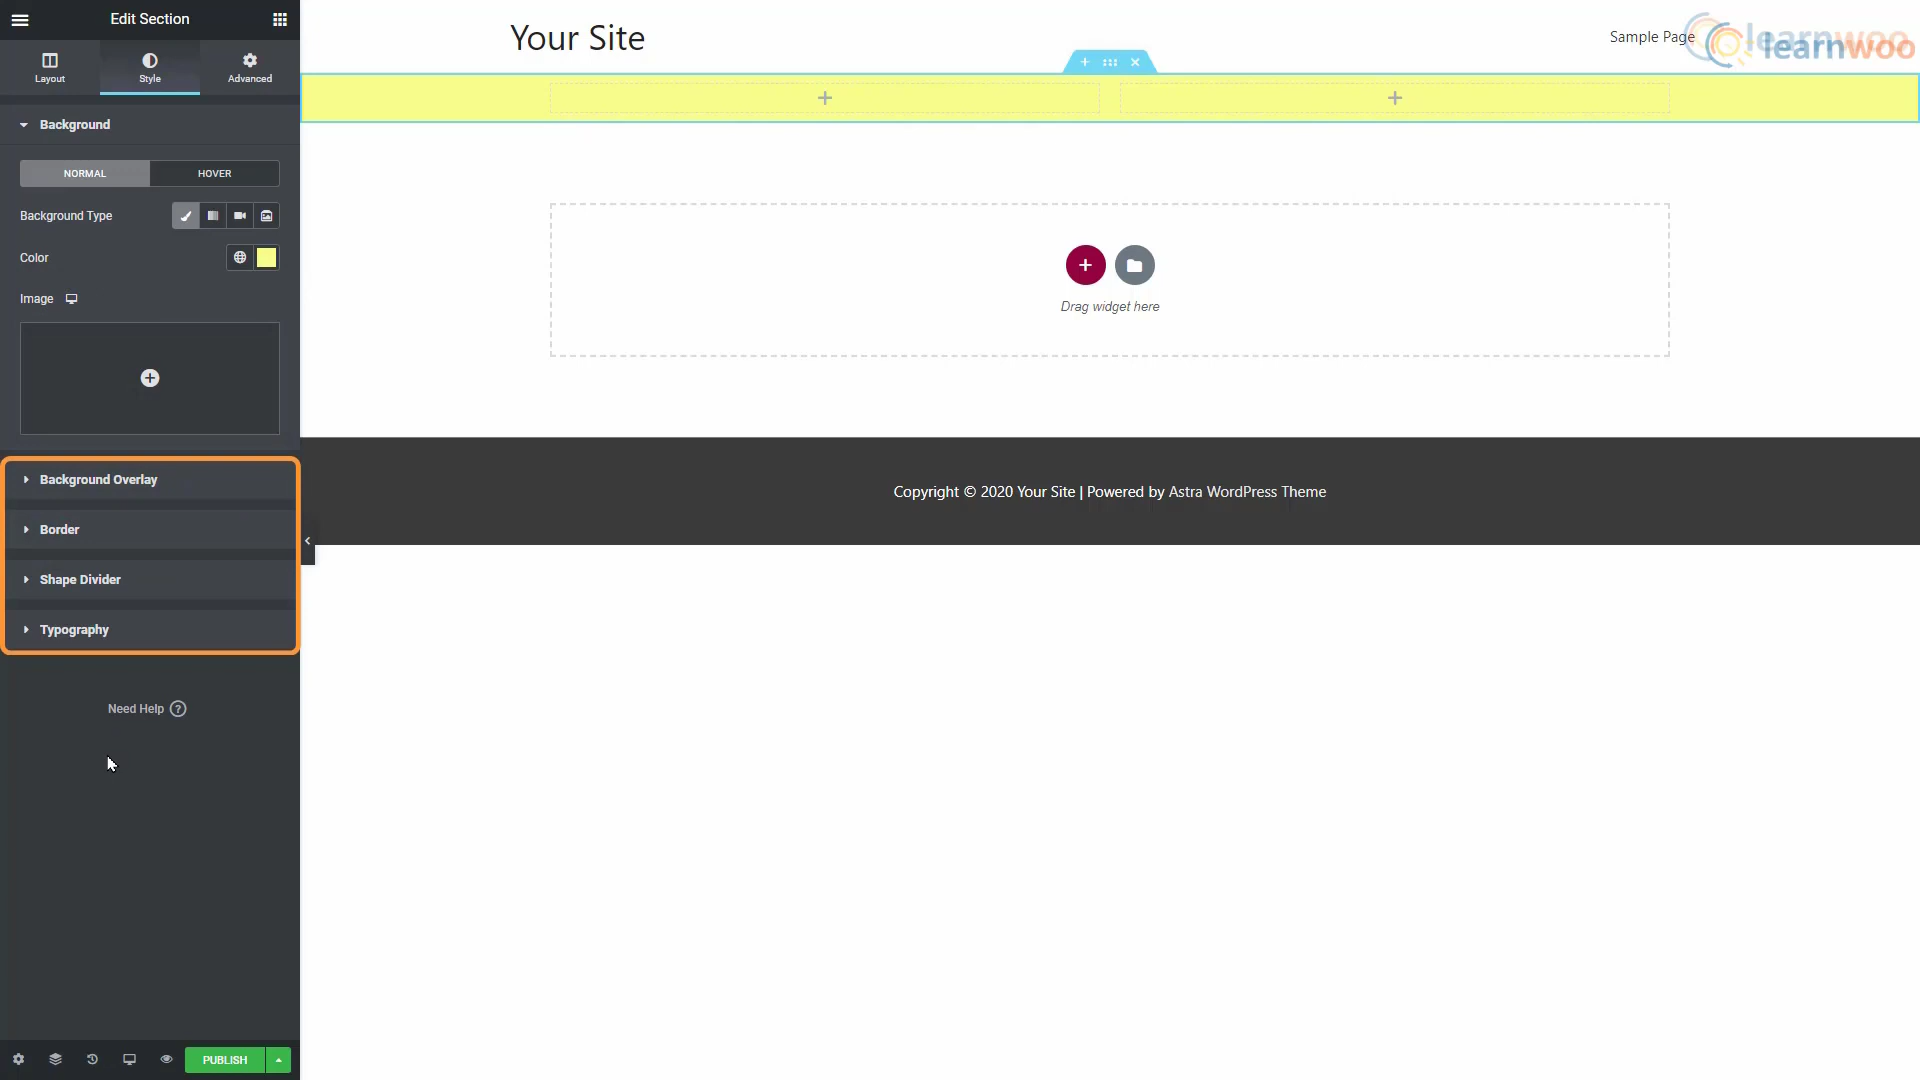 Edit Section
Layout
Style
Advanced
Background
NORMAL
HOVER
Background Type
Color
Image
Background Overlay
Border
Shape Divider
Typography
Need Help
PUBLISH
Your Site
Sample Page
learnwoo
learnwoo
Drag widget here
Copyright © 2020 Your Site | Powered by Astra WordPress Theme